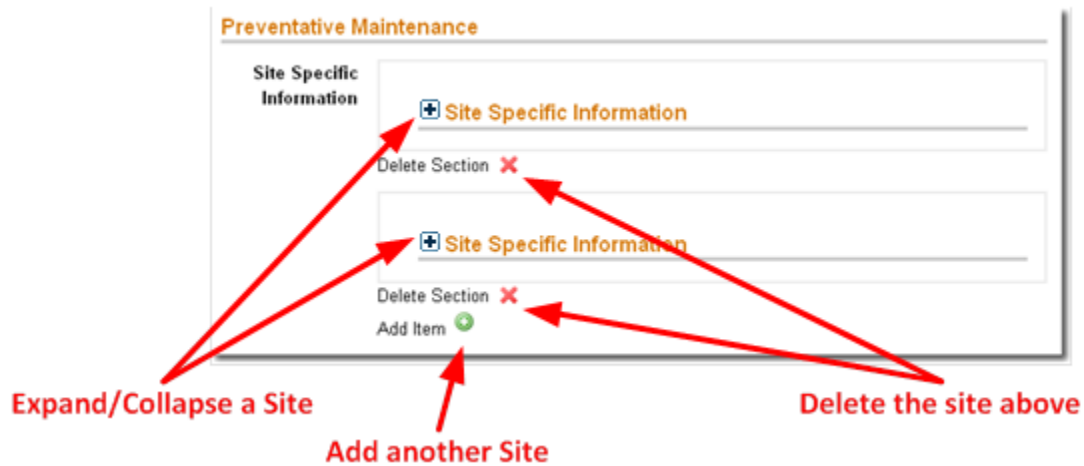 Preventative Maintenance
Site Specific
Information
Site Specific Information
Delete Section
Site Specific Information
Delete Section
Add Item
Expand/Collapse a Site
Delete the site above
Add another Site